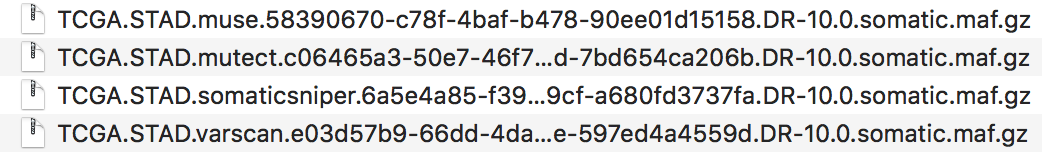 TCGA.STAD.muse.58390670-c78f-4baf-b478-90ee01d15158.DR-10.0.somatic.maf.gz
TCGA.STAD.mutect.c06465a3-50e7-46f7...d-7bd654ca206b.DR-10.0.somatic.maf.gz
TCGA.STAD.somaticsniper.6a5e4a85-f39...9cf-a680fd3737fa.DR-10.0.somatic.maf.gz
TCGA.STAD.varscan.e03d57b9-66dd-4da...e-597ed4a4559d.DR-10.0.somatic.maf.gz